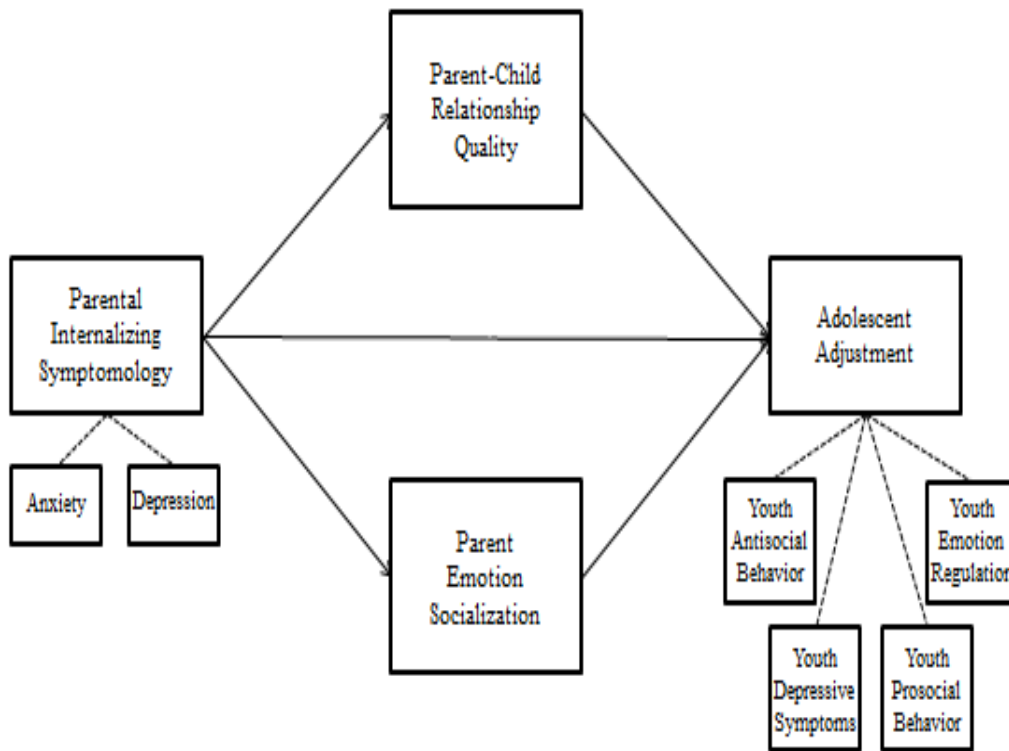 Parent-Child
Relationship
Quality
Parental
Internalizing
Symptomology
Adolescent
Adjustment
Anxiety
Depression
Parent
Emotion
Socialization
Youth
Antisocial
Behavior
Youth
Emotion
Regulation
Youth
Depressive
Symptoms
Youth
Prosocial
Behavior